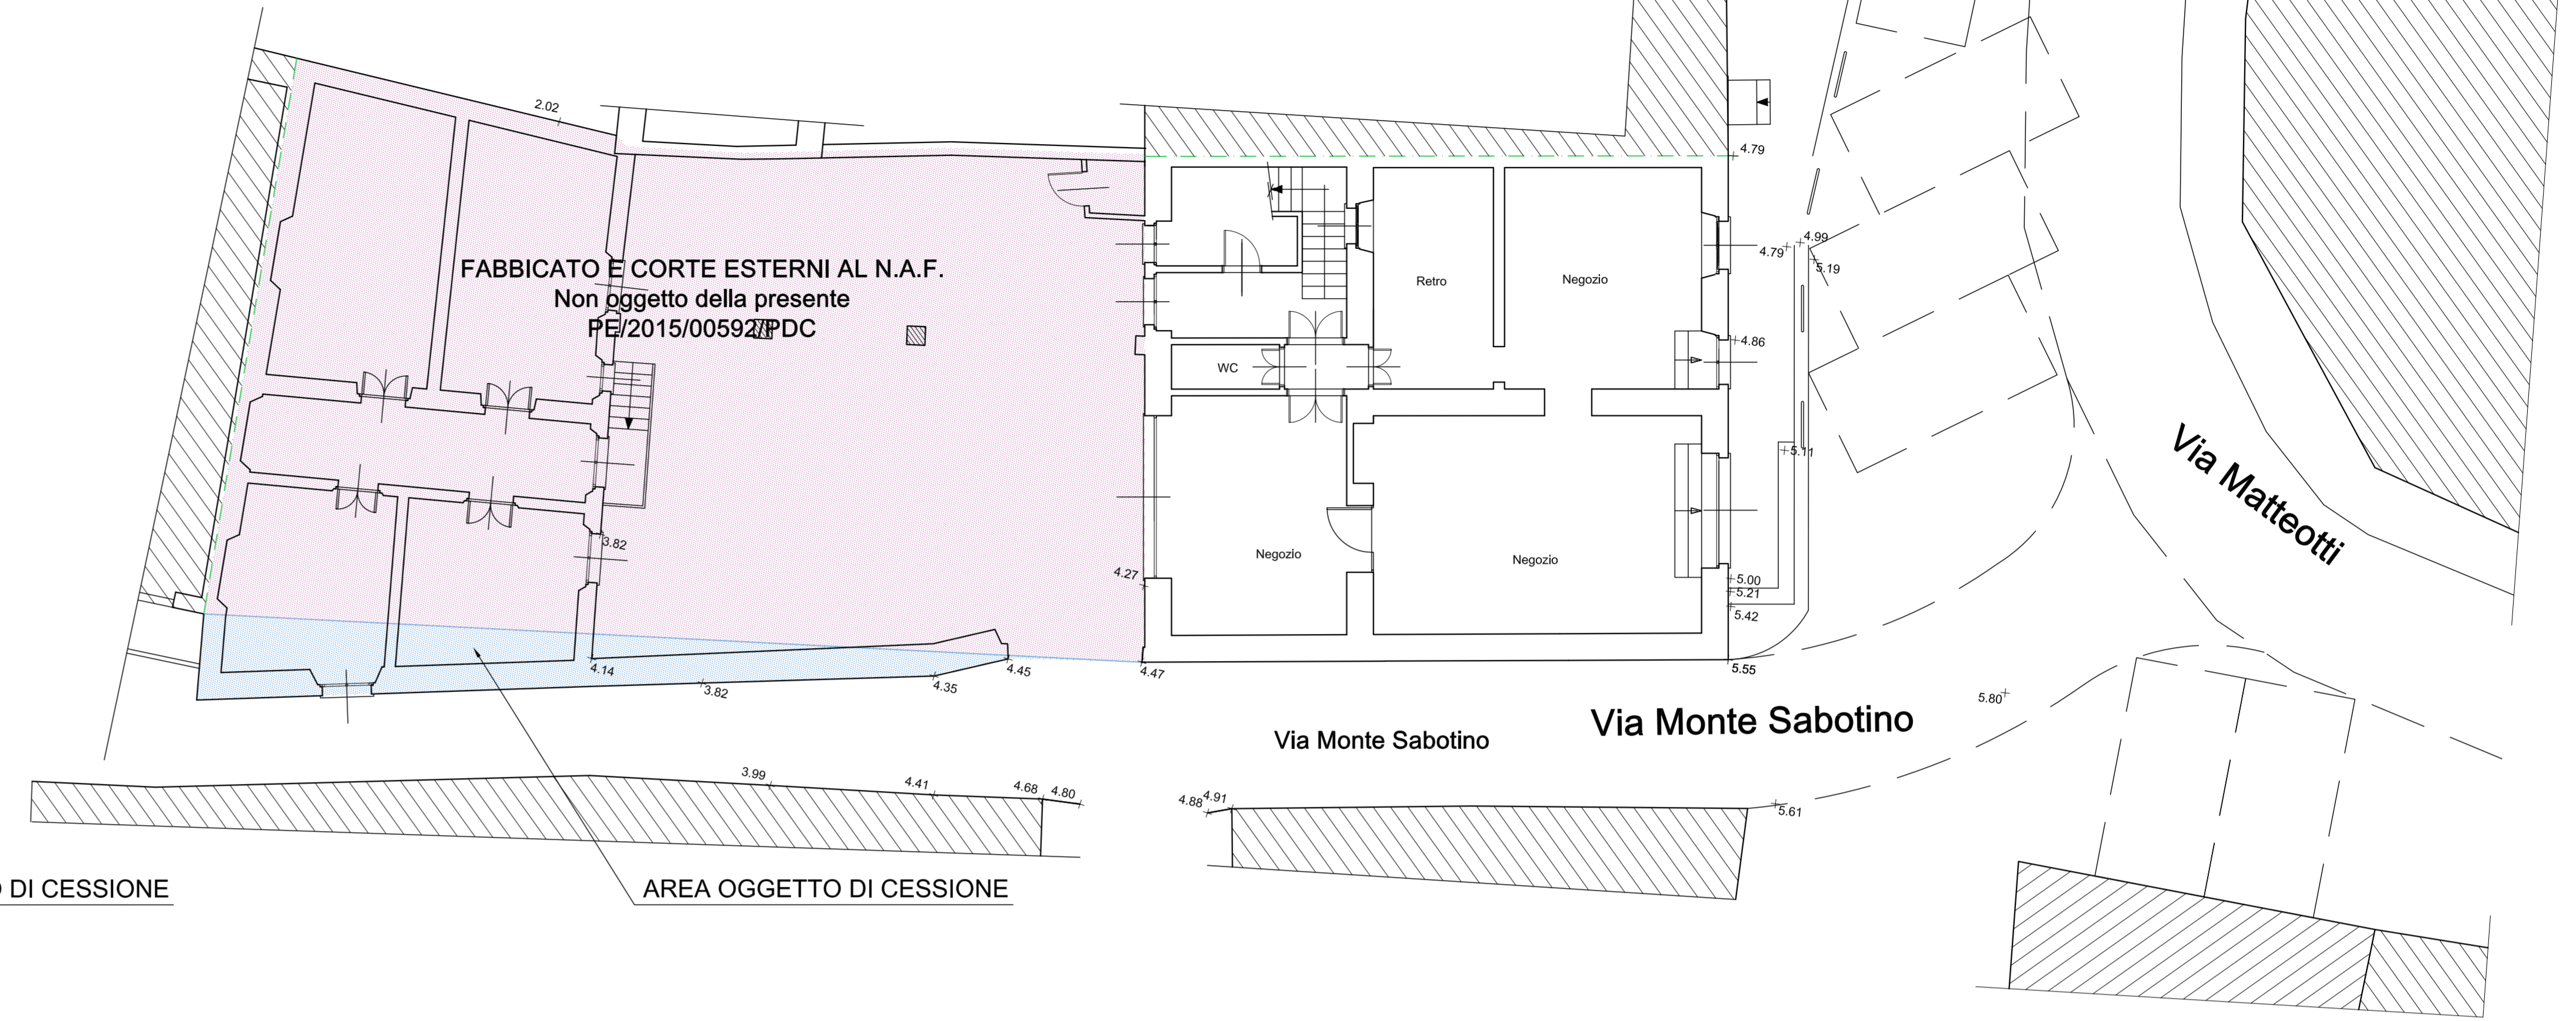 2.02
4.79
4.99
4.79
5.19
FABBICATO E CORTE ESTERNI AL N.A.F.
Non oggetto della presente
PE/2015/00592/PDC
Retro
Negozio
4.86
WC
5.11
Via Matteotti
3.82
4.27
Negozio
Negozio
5.00
5.21
5.42
4.14
3.82
4.35
4.45
4.47
5.55
5.80
Via Monte Sabotino
Via Monte Sabotino
3.99
4.41
4.68
4.80
4.88
4.91
5.61
DI CESSIONE
AREA OGGETTO DI CESSIONE